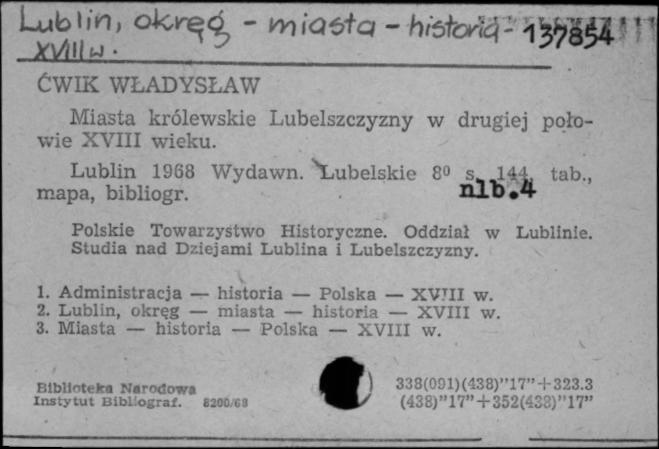 Lublin, okręg - miasta - historia - 137854
XVIII w.
ĆWIK WŁADYSŁAW
Miasta królewskie Lubelszczyzny w drugiej poło-
wie XVIII wieku.
Lublin 1968 Wydawn. Lubelskie 8⁰ s. 144, tab.,
nlb.4
mapa, bibliogr.
Polskie Towarzystwo Historyczne. Oddział w Lublinie.
Studia nad Dziejami Lublina i Lubelszczyzny.
1. Administracja — historia — Polska — XVIII w.
2. Lublin, okręg — miasta — historia — XVIII w.
3. Miasta — historia — Polska — XVIII w.
Biblioteka Narodowa
Instytut Bibliograf. 8200/68
338(091)(438)”17”+323.3
(438)”17”+352(438)”17”